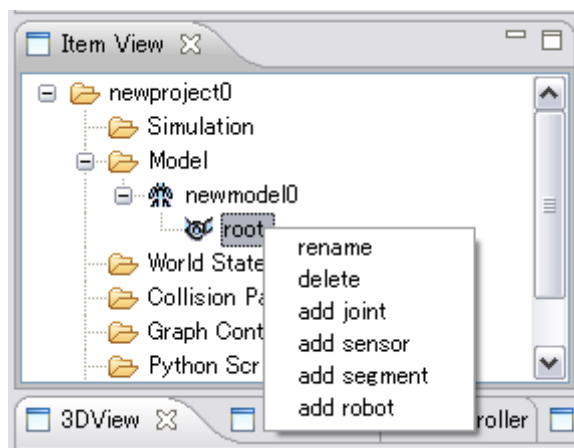 Item View
newproject0
Simulation
Model
newmodel0
root
rename
World State
delete
Collision Pa
add joint
Graph Cont
add sensor
Python Scr
add segment
add robot
3DView
roller